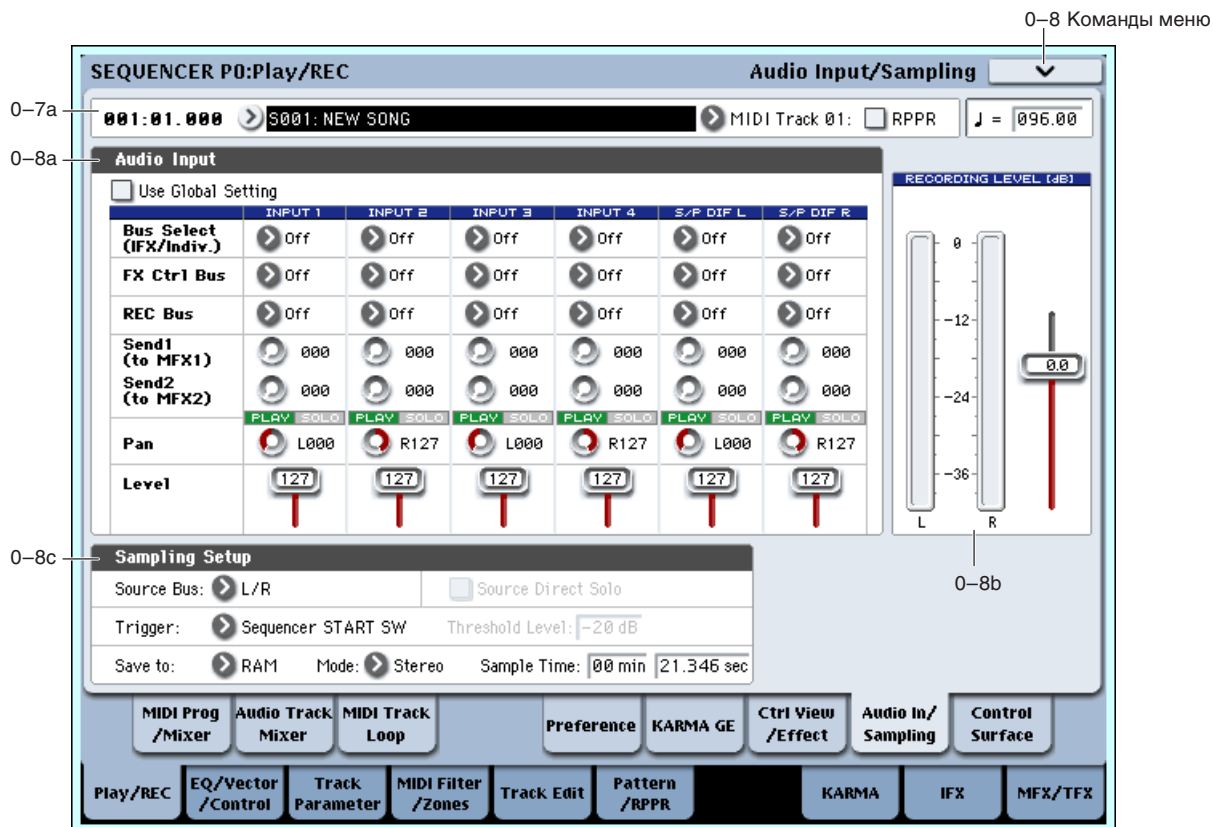 0–8 Команды меню
SEQUENCER P0:Play/REC Audio Input/Sampling
0–7a
001:01.000 S001: NEW SONG MIDI Track 01: RPPR ♩ = 096.00
0–8a
Audio Input
Use Global Setting
RECORDING LEVEL [dB]
INPUT 1 INPUT 2 INPUT 3 INPUT 4 S/P DIF L S/P DIF R
Bus Select
(IFX/Indiv.)
Off Off Off Off Off Off
FX Ctrl Bus Off Off Off Off Off Off
REC Bus Off Off Off Off Off Off
Send1
(to MFX1)
000 000 000 000 000 000
Send2
(to MFX2)
000 000 000 000 000 000
PLAY SOLO PLAY SOLO PLAY SOLO PLAY SOLO PLAY SOLO PLAY SOLO
Pan L000 R127 L000 R127 L000 R127
Level 127 127 127 127 127 127
0
-12
-24
-36
0.0
L R
0–8b
0–8c
Sampling Setup
Source Bus: L/R Source Direct Solo
Trigger: Sequencer START SW Threshold Level: -20 dB
Save to: RAM Mode: Stereo Sample Time: 00 min 21.346 sec
MIDI Prog
/Mixer
Audio Track
Mixer
MIDI Track
Loop
Preference
KARMA GE
Ctrl View
/Effect
Audio In/
Sampling
Control
Surface
Play/REC
EQ/Vector
/Control
Track
Parameter
MIDI Filter
/Zones
Track Edit
Pattern
/RPPR
KARMA
IFX
MFX/TFX